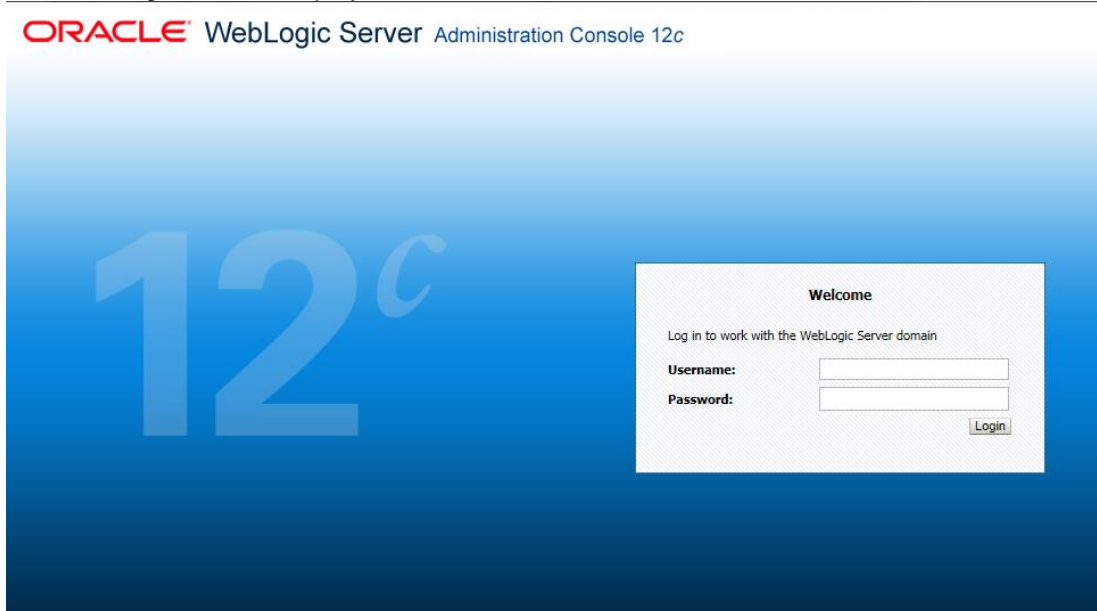 ORACLE WebLogic Server Administration Console 12c
12c
Welcome
Log in to work with the WebLogic Server domain
Username:
Password:
Login